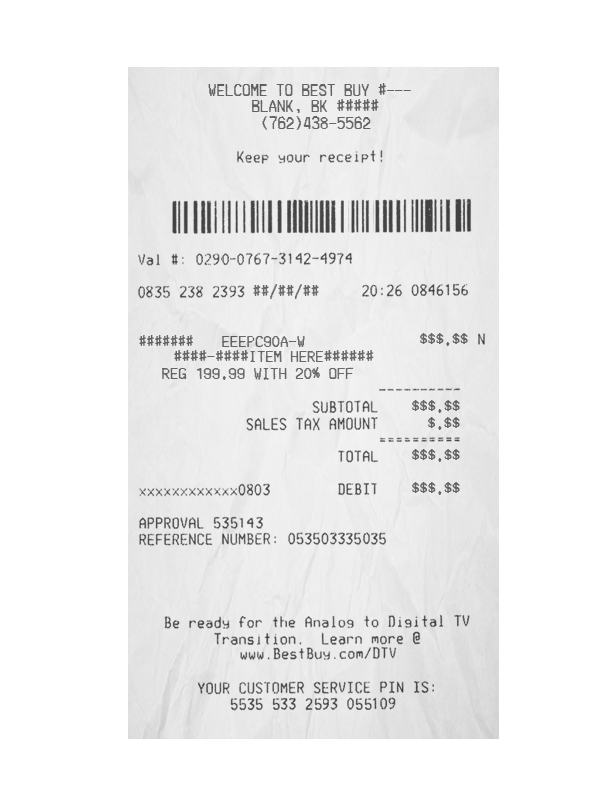 WELCOME TO BEST BUY #---
BLANK, BK #####
(762)438-5562
Keep your receipt!
Val #: 0290-0767-3142-4974
0835 238 2393 ##/##/## 20:26 0846156
####### EEEPC90A-W $$$.$$ N
####-####ITEM HERE######
REG 199.99 WITH 20% OFF
----------
SUBTOTAL $$$.$$
SALES TAX AMOUNT $.$$
==========
TOTAL $$$.$$
xxxxxxxxxxxx0803 DEBIT $$$.$$
APPROVAL 535143
REFERENCE NUMBER: 053503335035
Be ready for the Analog to Digital TV
Transition. Learn more @
www.BestBuy.com/DTV
YOUR CUSTOMER SERVICE PIN IS:
5535 533 2593 055109